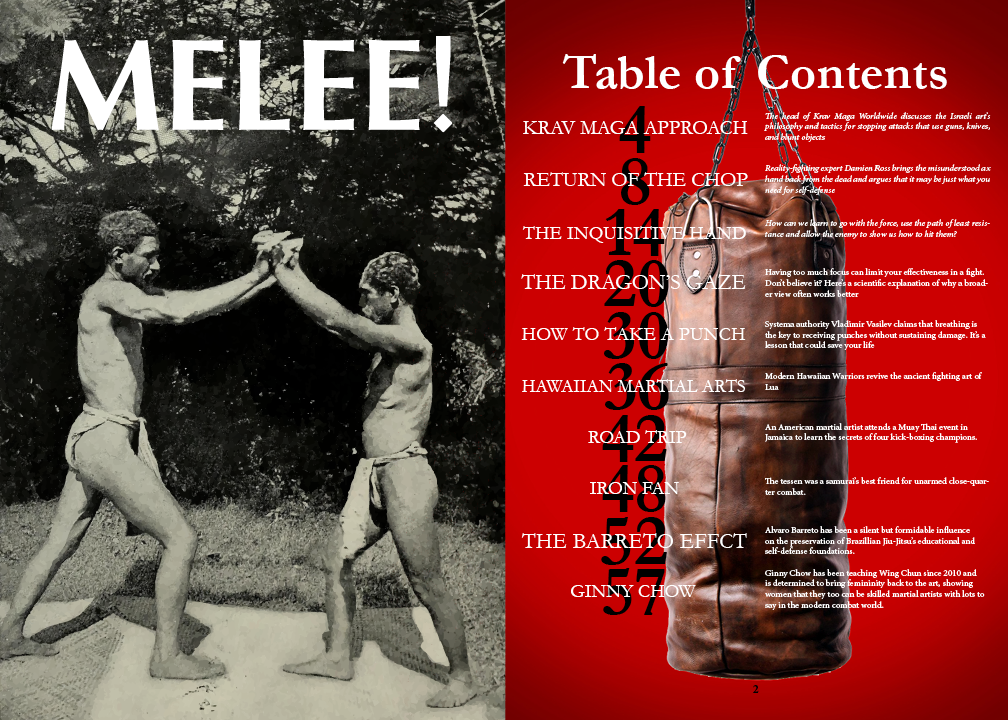 MELEE!
Table of Contents
4
KRAV MAGA APPROACH
The head of Krav Maga Worldwide discusses the Israeli art's
philosophy and tactics for stopping attacks that use guns, knives,
and blunt objects
8
RETURN OF THE CHOP
Reality-fighting expert Damien Ross brings the misunderstood ax
hand back from the dead and argues that it may be just what you
need for self-defense
14
THE INQUISITIVE HAND
How can we learn to go with the force, use the path of least resis-
tance and allow the enemy to show us how to hit them?
20
THE DRAGON'S GAZE
Having too much focus can limit your effectiveness in a fight.
Don't believe it? Here's a scientific explanation of why a broad-
er view often works better
30
HOW TO TAKE A PUNCH
Systema authority Vladimir Vasilev claims that breathing is
the key to receiving punches without sustaining damage. It's a
lesson that could save your life
36
HAWAIIAN MARTIAL ARTS
Modern Hawaiian Warriors revive the ancient fighting art of
Lua
42
ROAD TRIP
An American martial artist attends a Muay Thai event in
Jamaica to learn the secrets of four kick-boxing champions.
48
IRON FAN
The tessen was a samurai's best friend for unarmed close-quar-
ter combat.
52
THE BARRETO EFFCT
Alvaro Barreto has been a silent but formidable influence
on the preservation of Brazillian Jiu-Jitsu's educational and
self-defense foundations.
57
GINNY CHOW
Ginny Chow has been teaching Wing Chun since 2010 and
is determined to bring femininity back to the art, showing
women that they too can be skilled martial artists with lots to
say in the modern combat world.
2